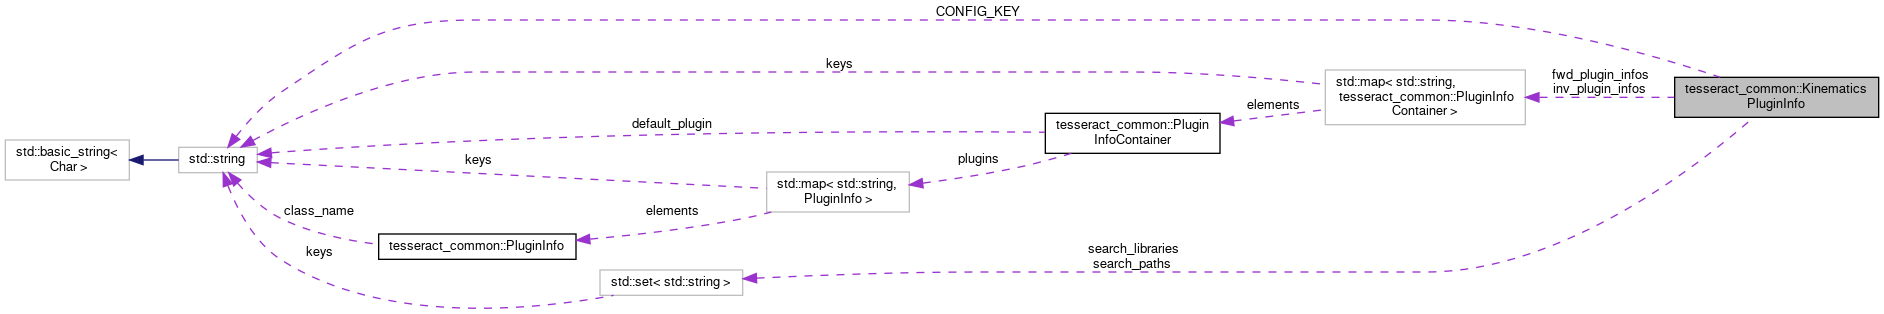 CONFIG_KEY
keys
std::map< std::string,
tesseract_common::PluginInfo
Container >
fwd_plugin_infos
inv_plugin_infos
tesseract_common::Kinematics
PluginInfo
elements
tesseract_common::Plugin
InfoContainer
default_plugin
std::basic_string<
Char >
std::string
keys
plugins
std::map< std::string,
PluginInfo >
class_name
elements
tesseract_common::PluginInfo
keys
search_libraries
search_paths
std::set< std::string >